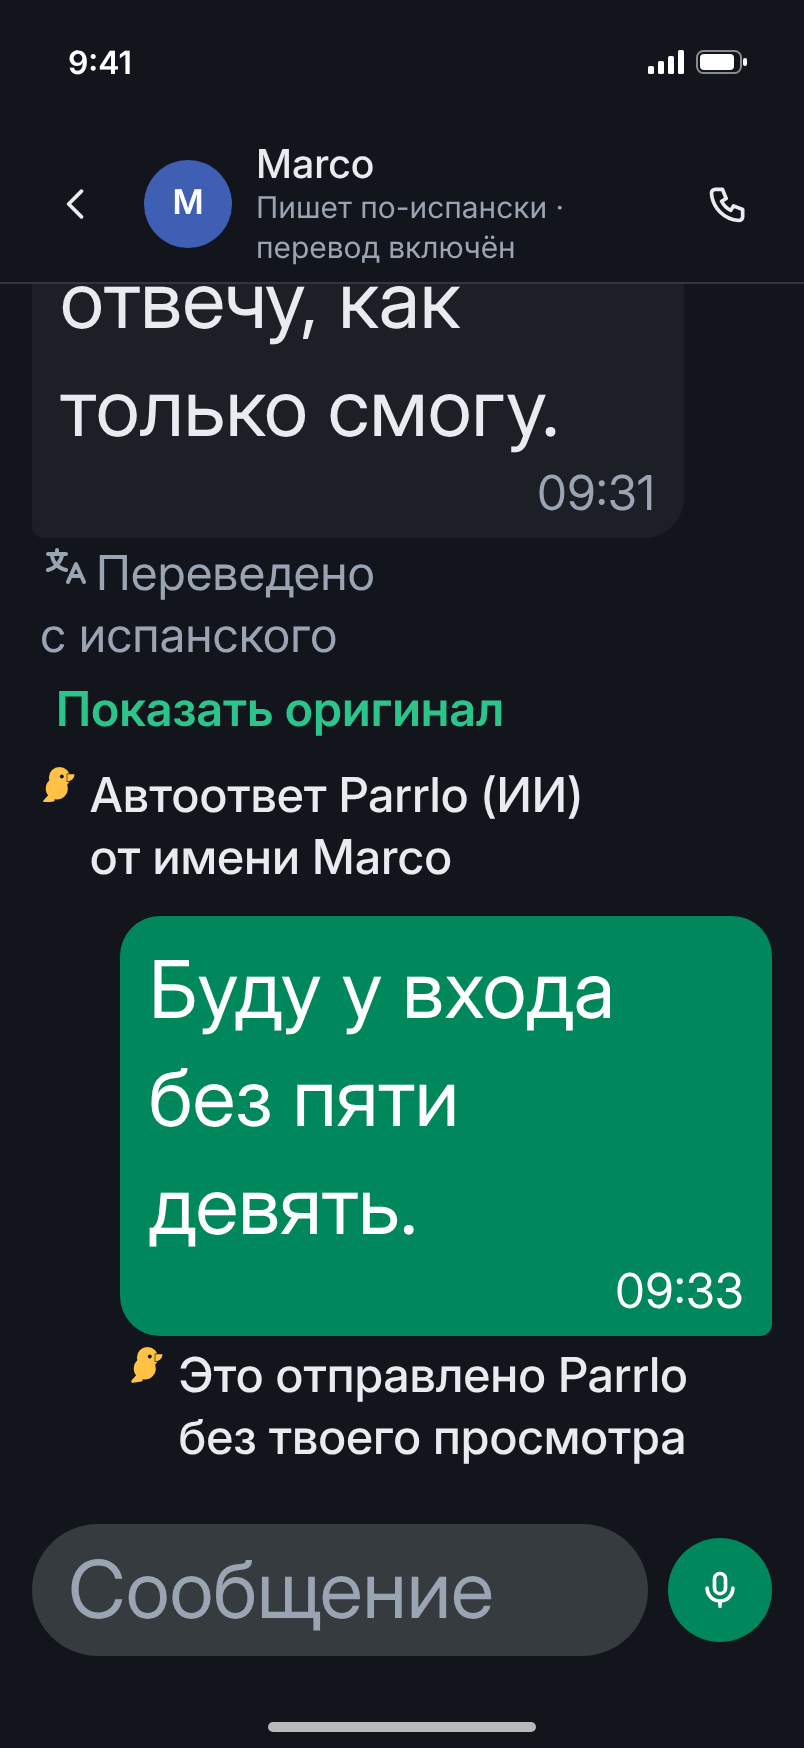 9:41
M
Marco
Пишет по-испански ·
перевод включён
отвечу, как
только смогу.
09:31
Переведено
с испанского
Показать оригинал
Автоответ Parrlo (ИИ)
от имени Marco
Буду у входа
без пяти
девять.
09:33
Это отправлено Parrlo
без твоего просмотра
Сообщение